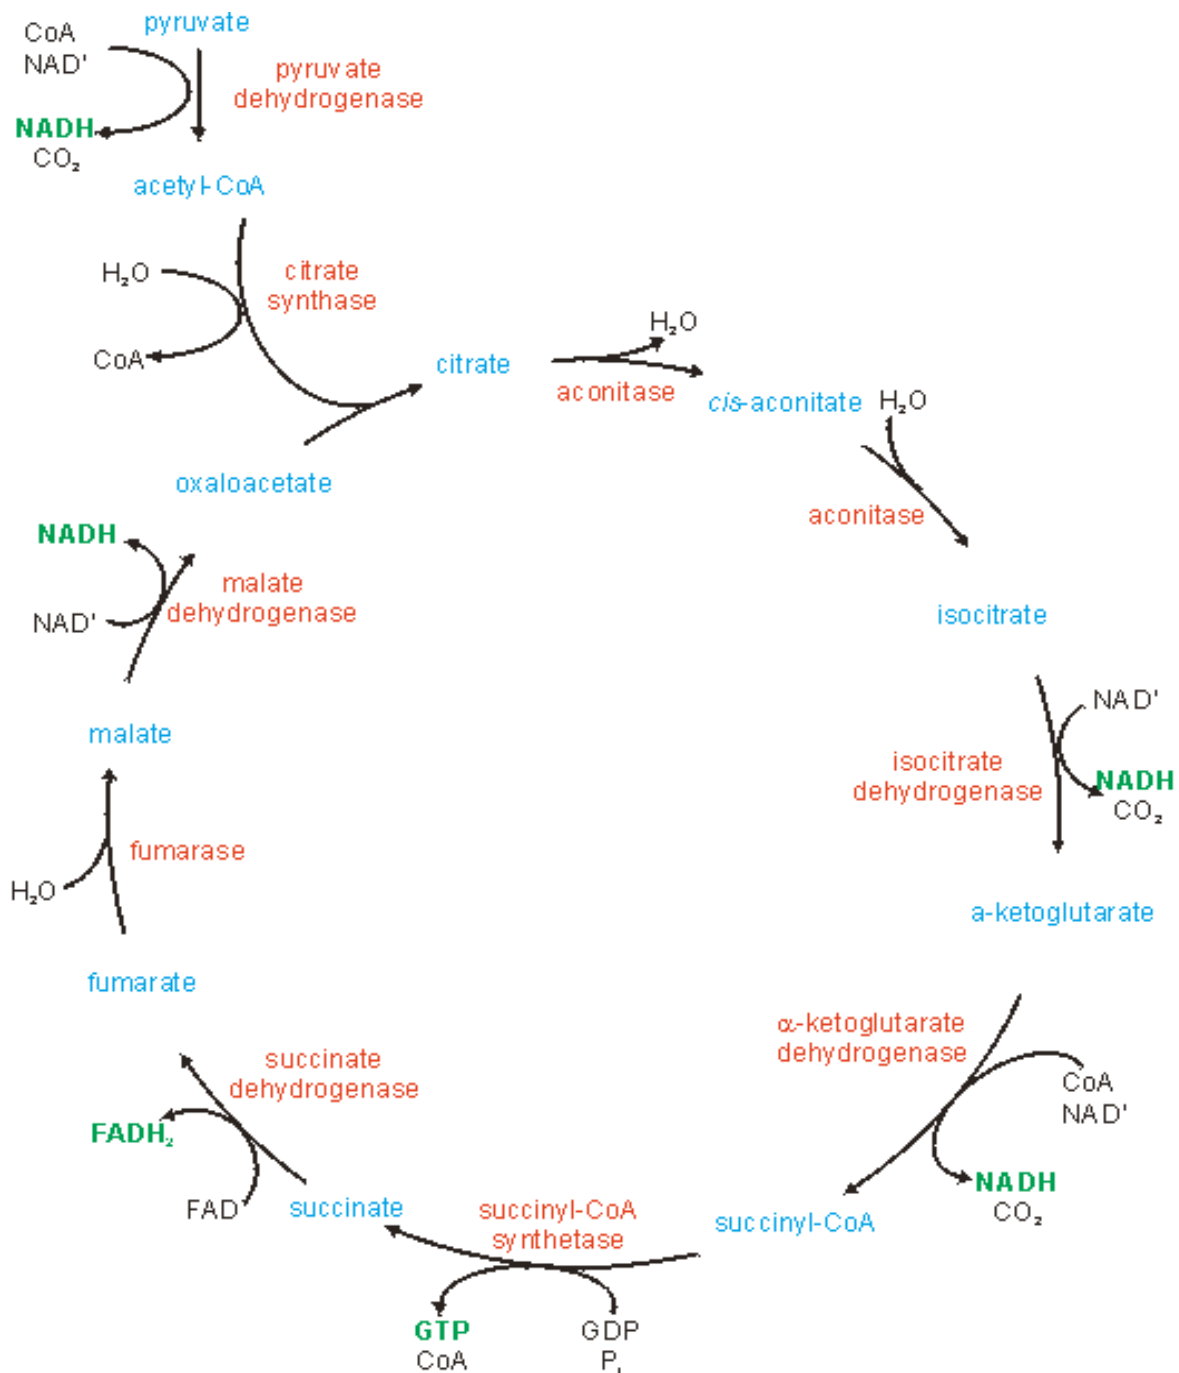 pyruvate
CoA
NAD'
pyruvate
dehydrogenase
NADH
CO₂
acetyl-CoA
H₂O
citrate
synthase
CoA
citrate
H₂O
aconitase
cis-aconitate
H₂O
aconitase
oxaloacetate
NADH
malate
dehydrogenase
NAD'
isocitrate
NAD'
isocitrate
dehydrogenase
NADH
CO₂
malate
fumarase
H₂O
a-ketoglutarate
fumarate
α-ketoglutarate
dehydrogenase
CoA
NAD'
succinate
dehydrogenase
FADH₂
FAD
NADH
CO₂
succinate
succinyl-CoA
synthetase
succinyl-CoA
GTP
CoA
GDP
Pᵢ